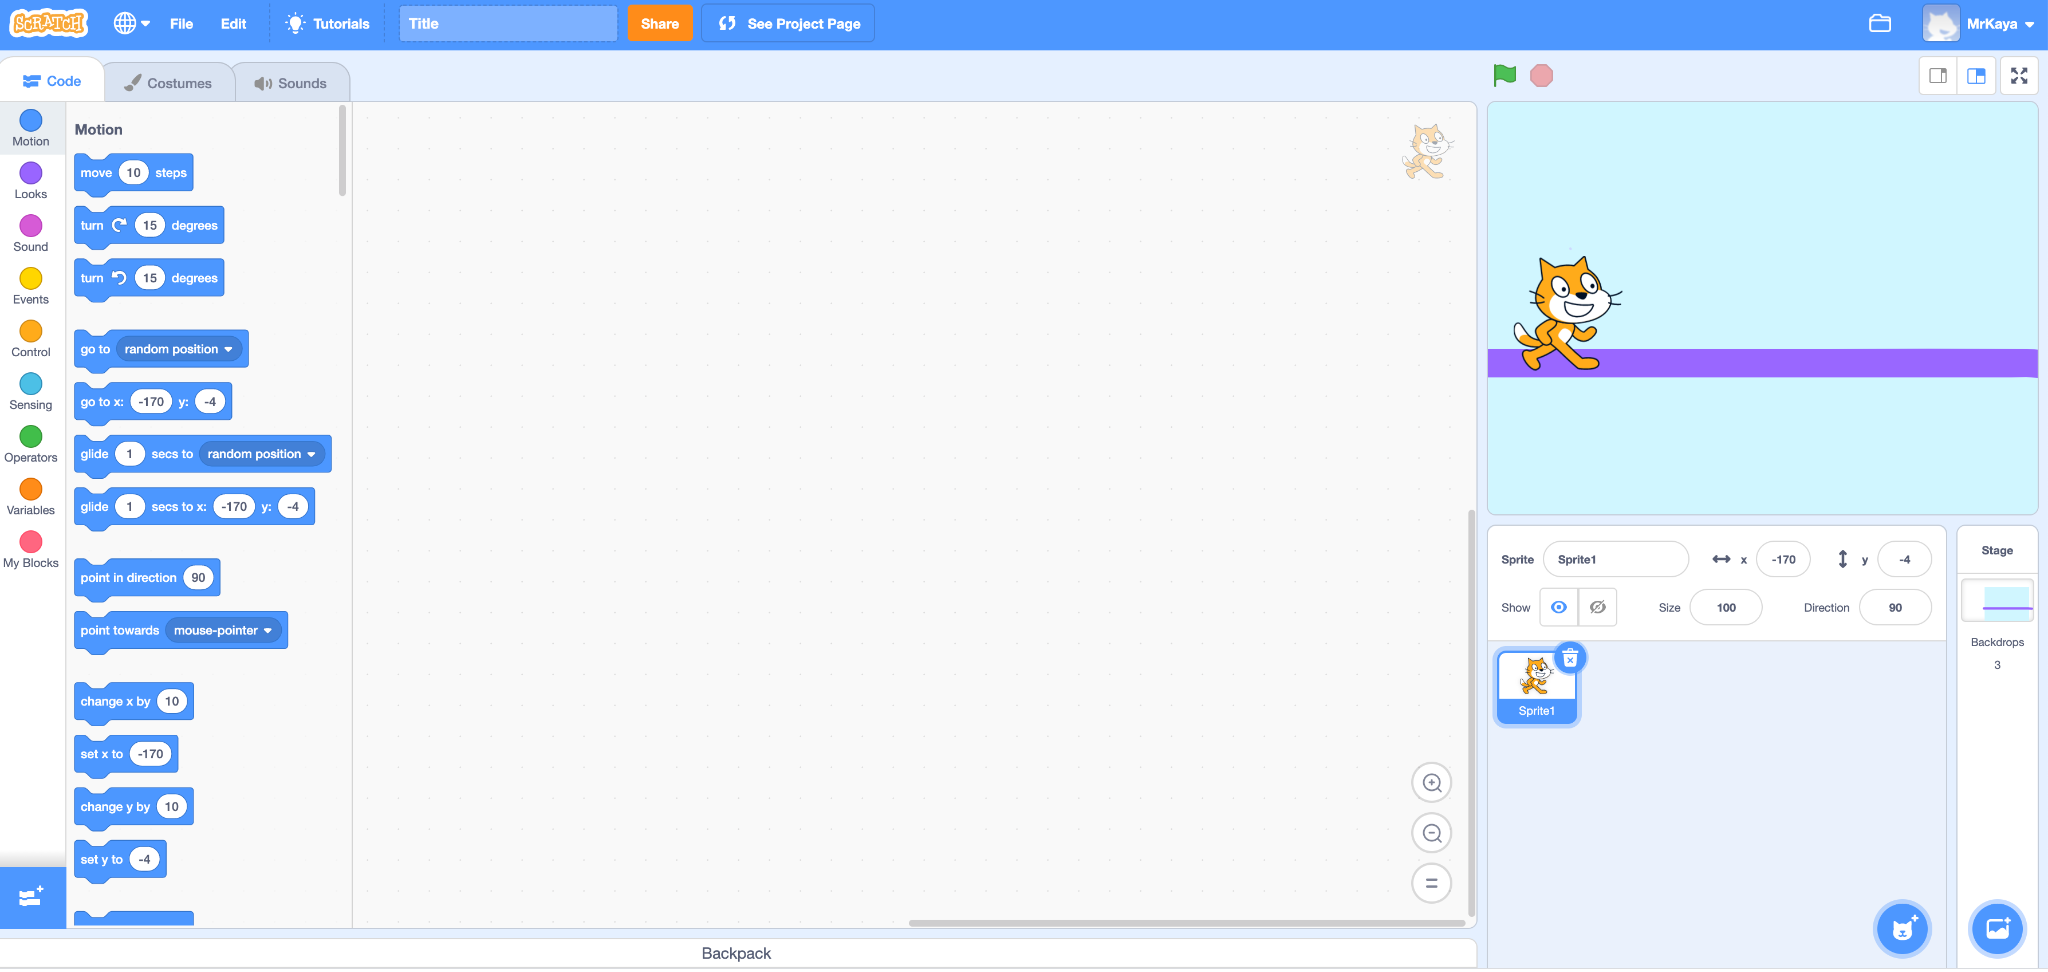 SCRATCH File Edit Tutorials Title Share See Project Page MrKaya
Code Costumes Sounds
Motion
Looks
Sound
Events
Control
Sensing
Operators
Variables
My Blocks
Motion
move 10 steps
turn 15 degrees
turn 15 degrees
go to random position
go to x: -170 y: -4
glide 1 secs to random position
glide 1 secs to x: -170 y: -4
point in direction 90
point towards mouse-pointer
change x by 10
set x to -170
change y by 10
set y to -4
Backpack
Sprite Sprite1 x -170 y -4
Show Size 100 Direction 90
Sprite1
Stage
Backdrops
3